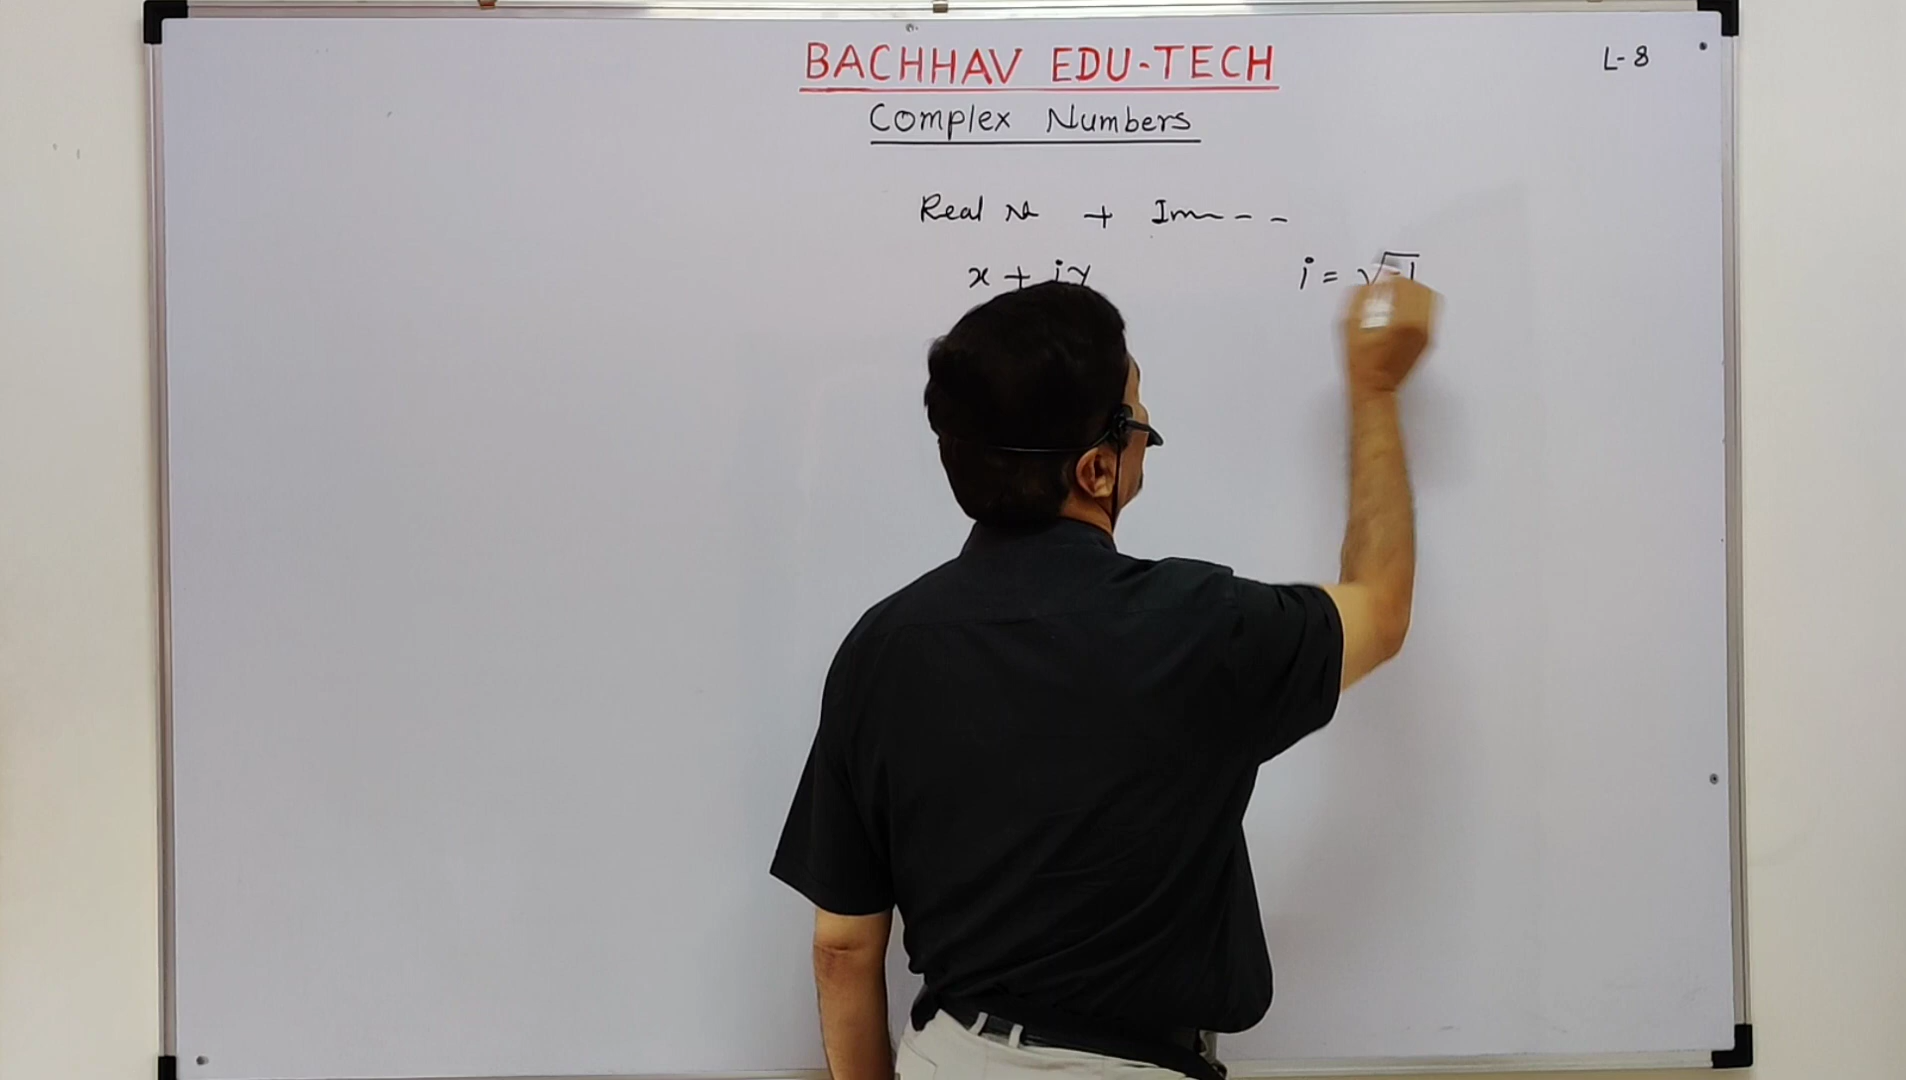 BACHHAV EDU-TECH
L-8
Complex Numbers
Real No + Im---
x + iy i = √-1